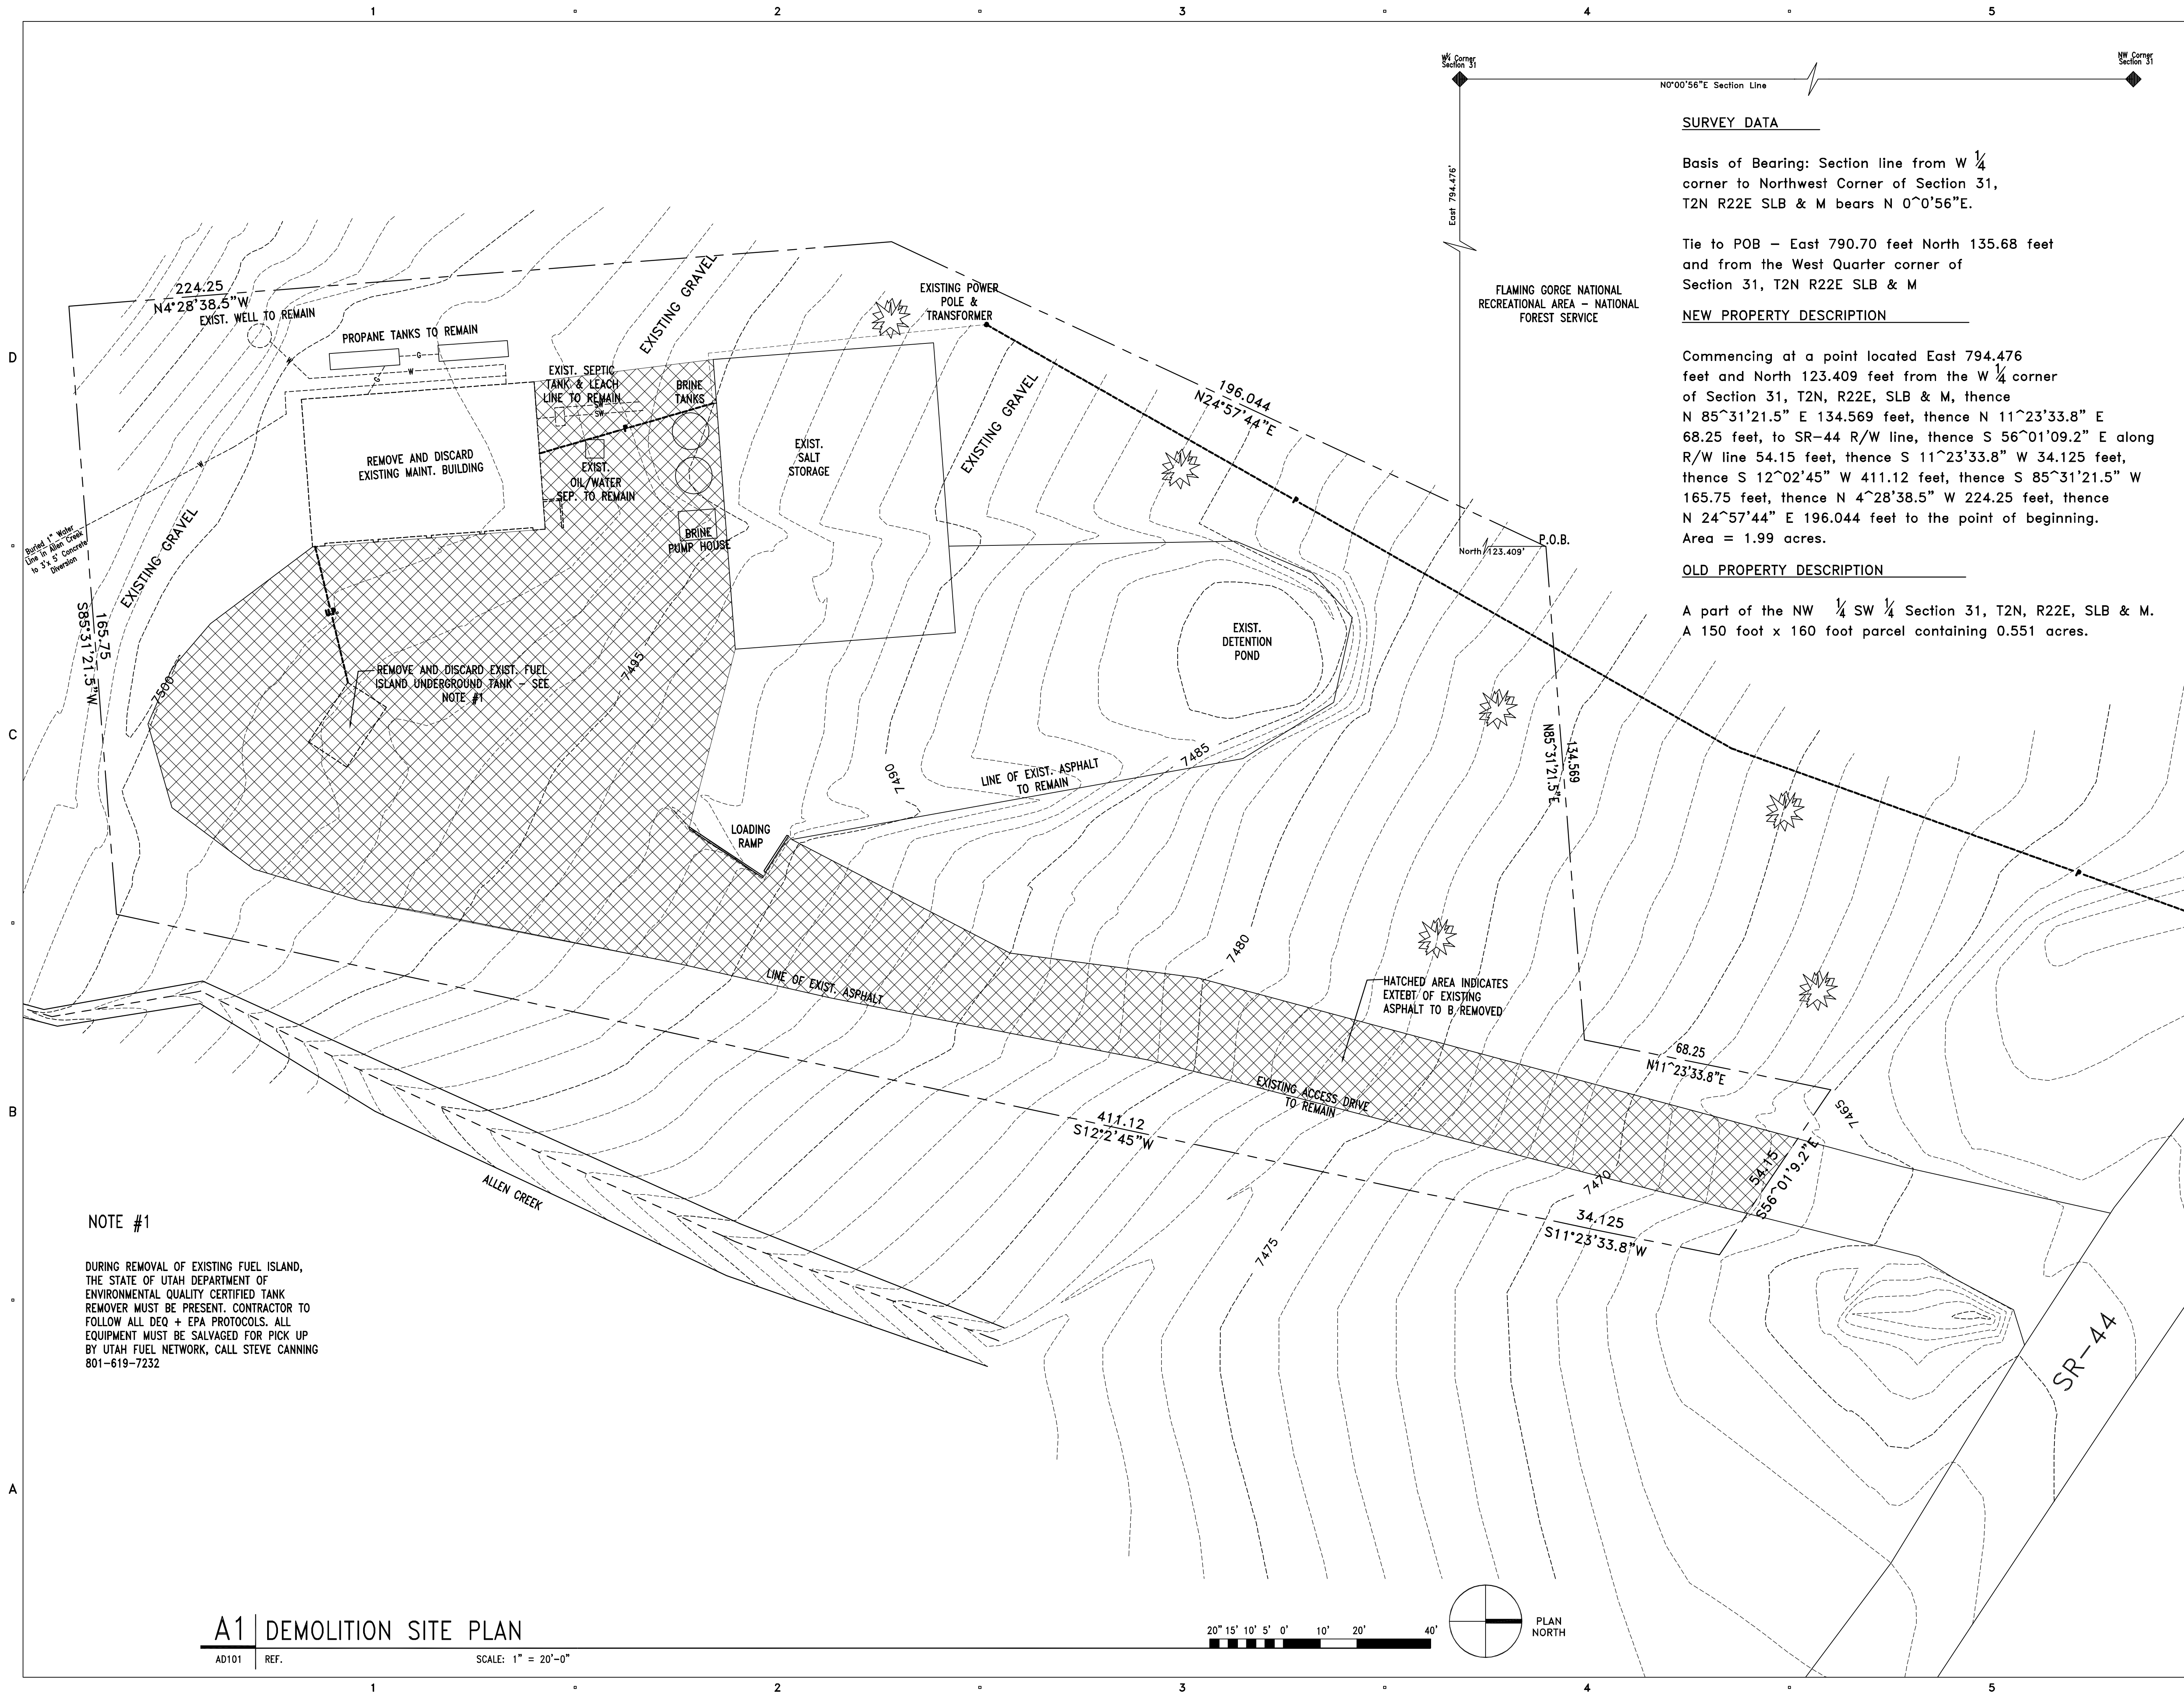 1 2 3 4 5
W¼ Corner
Section 31
NW Corner
Section 31
N0°00'56"E Section Line
East 794.476'
SURVEY DATA
Basis of Bearing: Section line from W ¼
corner to Northwest Corner of Section 31,
T2N R22E SLB & M bears N 0^0'56"E.
Tie to POB – East 790.70 feet North 135.68 feet
and from the West Quarter corner of
Section 31, T2N R22E SLB & M
NEW PROPERTY DESCRIPTION
Commencing at a point located East 794.476
feet and North 123.409 feet from the W ¼ corner
of Section 31, T2N, R22E, SLB & M, thence
N 85^31'21.5" E 134.569 feet, thence N 11^23'33.8" E
68.25 feet, to SR–44 R/W line, thence S 56^01'09.2" E along
R/W line 54.15 feet, thence S 11^23'33.8" W 34.125 feet,
thence S 12^02'45" W 411.12 feet, thence S 85^31'21.5" W
165.75 feet, thence N 4^28'38.5" W 224.25 feet, thence
N 24^57'44" E 196.044 feet to the point of beginning.
Area = 1.99 acres.
OLD PROPERTY DESCRIPTION
A part of the NW ¼ SW ¼ Section 31, T2N, R22E, SLB & M.
A 150 foot x 160 foot parcel containing 0.551 acres.
FLAMING GORGE NATIONAL
RECREATIONAL AREA – NATIONAL
FOREST SERVICE
North 123.409'
P.O.B.
D
C
B
A
224.25
N4°28'38.5"W
EXIST. WELL TO REMAIN
PROPANE TANKS TO REMAIN
G
G
W
W
W
EXISTING GRAVEL
EXISTING POWER
POLE &
TRANSFORMER
196.044
N24°57'44"E
EXIST. SEPTIC
TANK & LEACH
LINE TO REMAIN
SW
SW
BRINE
TANKS
P
REMOVE AND DISCARD
EXISTING MAINT. BUILDING
EXIST.
OIL/WATER
SEP. TO REMAIN
EXIST.
SALT
STORAGE
EXISTING GRAVEL
BRINE
PUMP HOUSE
Buried 1" Water
Line in Allen Creek
to 3'x 5' Concrete
Diversion
EXISTING GRAVEL
165.75
S85°31'21.5"W
7500
7495
REMOVE AND DISCARD EXIST. FUEL
ISLAND UNDERGROUND TANK – SEE
NOTE #1
EXIST.
DETENTION
POND
7490
7485
LINE OF EXIST. ASPHALT
TO REMAIN
LOADING
RAMP
134.569
N85^31'21.5"E
P
P
7480
LINE OF EXIST. ASPHALT
HATCHED AREA INDICATES
EXTEBT OF EXISTING
ASPHALT TO B REMOVED
68.25
N11^23'33.8"E
7465
EXISTING ACCESS DRIVE
TO REMAIN
411.12
S12°2'45"W
54.15
S56^01'9.2"E
7470
34.125
S11°23'33.8"W
7475
ALLEN CREEK
SR–44
NOTE #1
DURING REMOVAL OF EXISTING FUEL ISLAND,
THE STATE OF UTAH DEPARTMENT OF
ENVIRONMENTAL QUALITY CERTIFIED TANK
REMOVER MUST BE PRESENT. CONTRACTOR TO
FOLLOW ALL DEQ + EPA PROTOCOLS. ALL
EQUIPMENT MUST BE SALVAGED FOR PICK UP
BY UTAH FUEL NETWORK, CALL STEVE CANNING
801–619–7232
A1 DEMOLITION SITE PLAN
AD101 REF. SCALE: 1" = 20'–0"
20" 15' 10' 5' 0' 10' 20' 40'
PLAN
NORTH
1 2 3 4 5